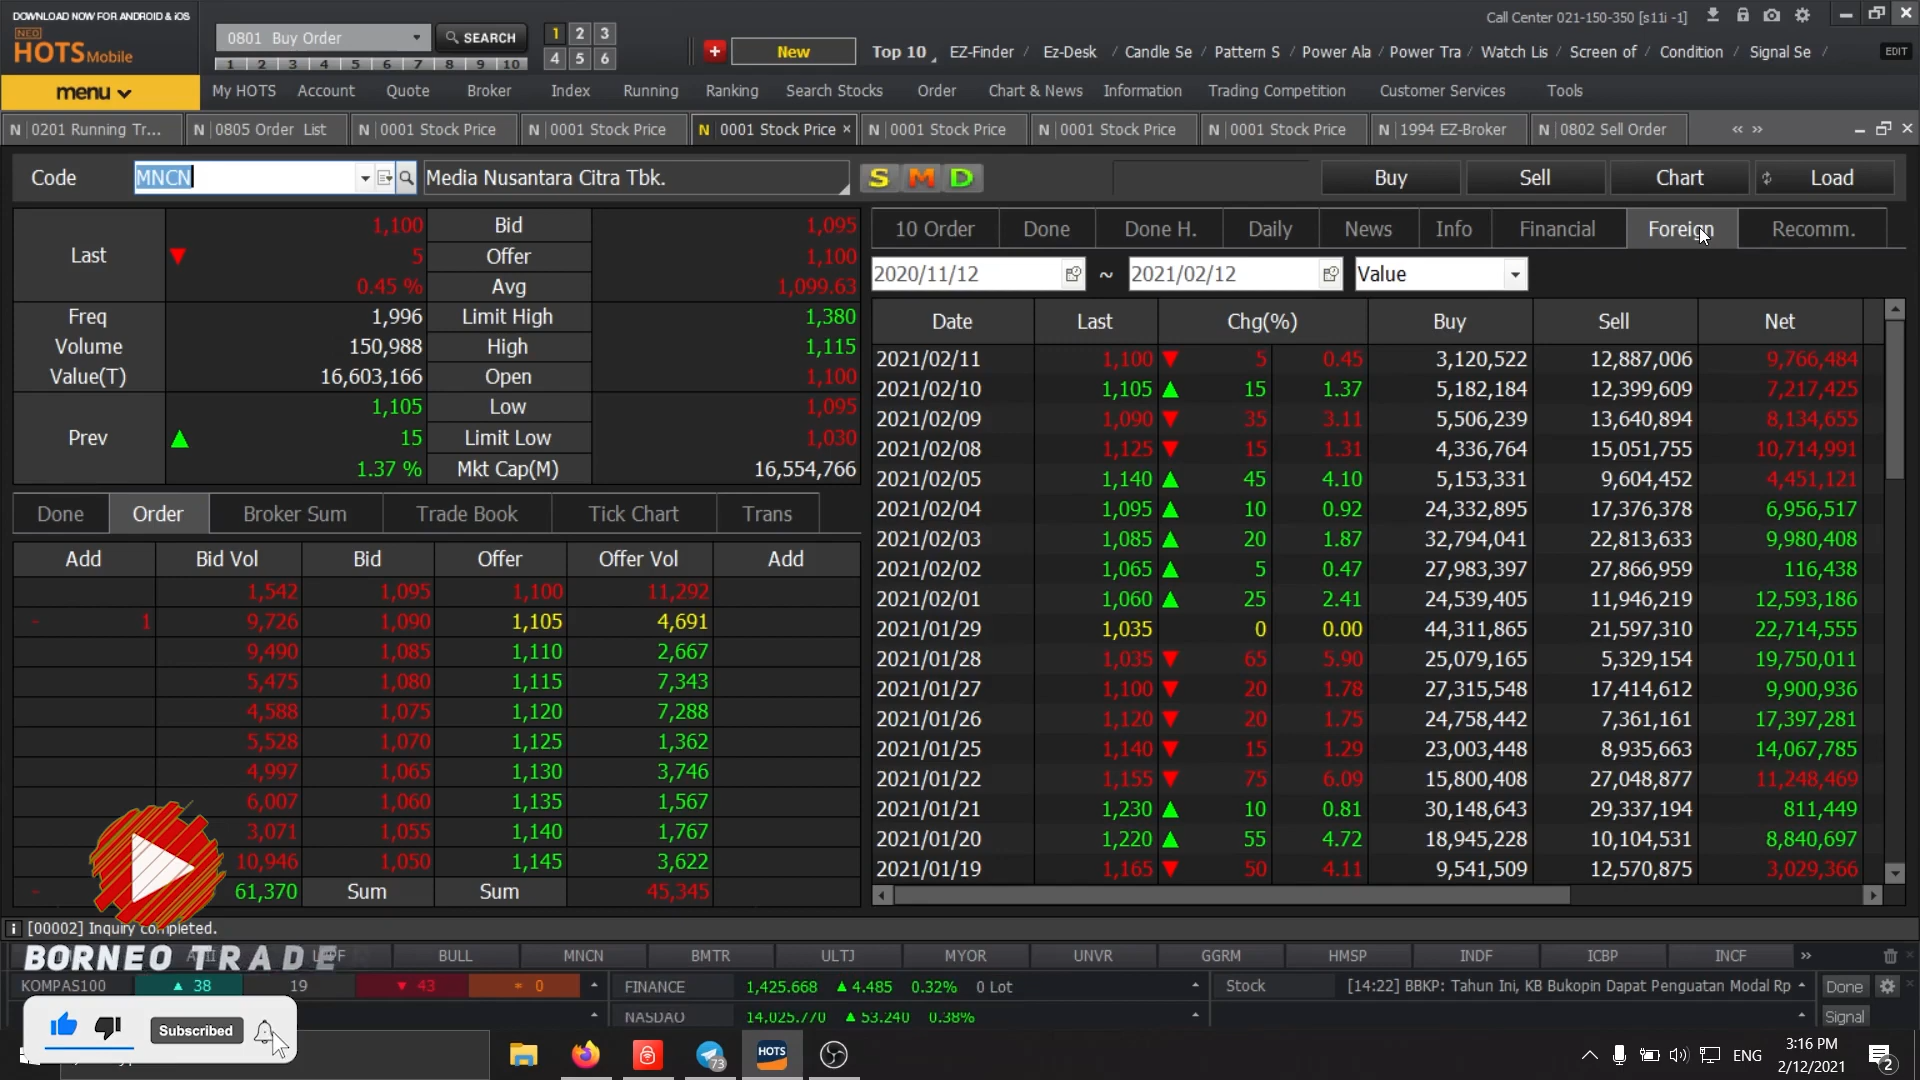 DOWNLOAD NOW FOR ANDROID & iOS
NEO
HOTS Mobile
0801 Buy Order
SEARCH
1 2 3 4 5 6 7 8 9 10
1 2 3
4 5 6
New
Top 10
EZ-Finder / Ez-Desk / Candle Se / Pattern S / Power Ala / Power Tra / Watch Lis / Screen of / Condition / Signal Se /
EDIT
Call Center 021-150-350 [s11i -1]
menu
My HOTS Account Quote Broker Index Running Ranking Search Stocks Order Chart & News Information Trading Competition Customer Services Tools
N 0201 Running Tr... N 0805 Order List N 0001 Stock Price N 0001 Stock Price N 0001 Stock Price × N 0001 Stock Price N 0001 Stock Price N 0001 Stock Price N 1994 EZ-Broker N 0802 Sell Order
Code MNCN Media Nusantara Citra Tbk. S M D Buy Sell Chart Load
Last 1,100 Bid 1,095
5 Offer 1,100
0.45 % Avg 1,099.63
Freq 1,996 Limit High 1,380
Volume 150,988 High 1,115
Value(T) 16,603,166 Open 1,100
1,105 Low 1,095
Prev 15 Limit Low 1,030
1.37 % Mkt Cap(M) 16,554,766
Done Order Broker Sum Trade Book Tick Chart Trans
Add Bid Vol Bid Offer Offer Vol Add
1,542 1,095 1,100 11,292
- 1 9,726 1,090 1,105 4,691
9,490 1,085 1,110 2,667
5,475 1,080 1,115 7,343
4,588 1,075 1,120 7,288
5,528 1,070 1,125 1,362
4,997 1,065 1,130 3,746
6,007 1,060 1,135 1,567
3,071 1,055 1,140 1,767
10,946 1,050 1,145 3,622
- 61,370 Sum Sum 45,345
10 Order Done Done H. Daily News Info Financial Foreign Recomm.
2020/11/12 ~ 2021/02/12 Value
Date Last Chg(%) Buy Sell Net
2021/02/11 1,100 ▼ 5 0.45 3,120,522 12,887,006 9,766,484
2021/02/10 1,105 ▲ 15 1.37 5,182,184 12,399,609 7,217,425
2021/02/09 1,090 ▼ 35 3.11 5,506,239 13,640,894 8,134,655
2021/02/08 1,125 ▼ 15 1.31 4,336,764 15,051,755 10,714,991
2021/02/05 1,140 ▲ 45 4.10 5,153,331 9,604,452 4,451,121
2021/02/04 1,095 ▲ 10 0.92 24,332,895 17,376,378 6,956,517
2021/02/03 1,085 ▲ 20 1.87 32,794,041 22,813,633 9,980,408
2021/02/02 1,065 ▲ 5 0.47 27,983,397 27,866,959 116,438
2021/02/01 1,060 ▲ 25 2.41 24,539,405 11,946,219 12,593,186
2021/01/29 1,035 0 0.00 44,311,865 21,597,310 22,714,555
2021/01/28 1,035 ▼ 65 5.90 25,079,165 5,329,154 19,750,011
2021/01/27 1,100 ▼ 20 1.78 27,315,548 17,414,612 9,900,936
2021/01/26 1,120 ▼ 20 1.75 24,758,442 7,361,161 17,397,281
2021/01/25 1,140 ▼ 15 1.29 23,003,448 8,935,663 14,067,785
2021/01/22 1,155 ▼ 75 6.09 15,800,408 27,048,877 11,248,469
2021/01/21 1,230 ▲ 10 0.81 30,148,643 29,337,194 811,449
2021/01/20 1,220 ▲ 55 4.72 18,945,228 10,104,531 8,840,697
2021/01/19 1,165 ▼ 50 4.11 9,541,509 12,570,875 3,029,366
[00002] Inquiry completed.
BORNEO TRADE
BULL MNCN BMTR ULTJ MYOR UNVR GGRM HMSP INDF ICBP INCF
KOMPAS100 ▲ 38 19 ▼ 43 * 0 FINANCE 1,425.668 ▲ 4.485 0.32% 0 Lot Stock [14:22] BBKP: Tahun Ini, KB Bukopin Dapat Penguatan Modal Rp Done
NASDAQ 14,025.770 ▲ 53.240 0.38% Signal
Subscribed
73
HOTS
ENG
3:16 PM
2/12/2021
2